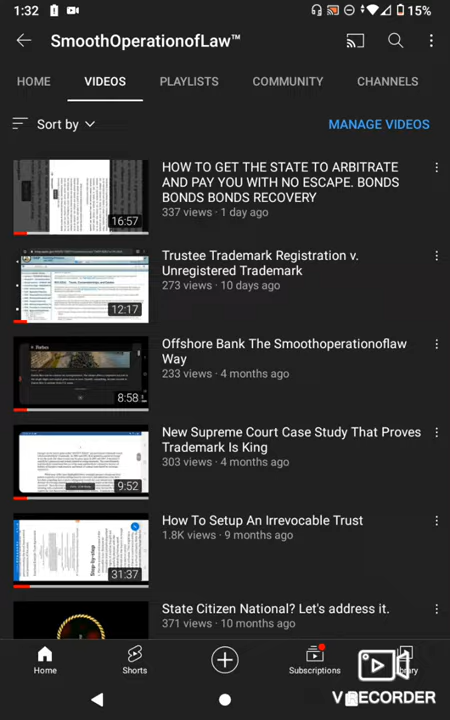 1:32
15%
SmoothOperationofLaw™
HOME
VIDEOS
PLAYLISTS
COMMUNITY
CHANNELS
Sort by
MANAGE VIDEOS
HOW TO GET THE STATE TO ARBITRATE
AND PAY YOU WITH NO ESCAPE. BONDS
BONDS BONDS RECOVERY
337 views · 1 day ago
16:57
Trustee Trademark Registration v.
Unregistered Trademark
273 views · 10 days ago
12:17
Offshore Bank The Smoothoperationoflaw
Way
233 views · 4 months ago
Forbes
8:58
New Supreme Court Case Study That Proves
Trademark Is King
303 views · 4 months ago
9:52
How To Setup An Irrevocable Trust
1.8K views · 9 months ago
Step-by-step
31:37
State Citizen National? Let's address it.
371 views · 10 months ago
Home
Shorts
Subscriptions
V RECORDER